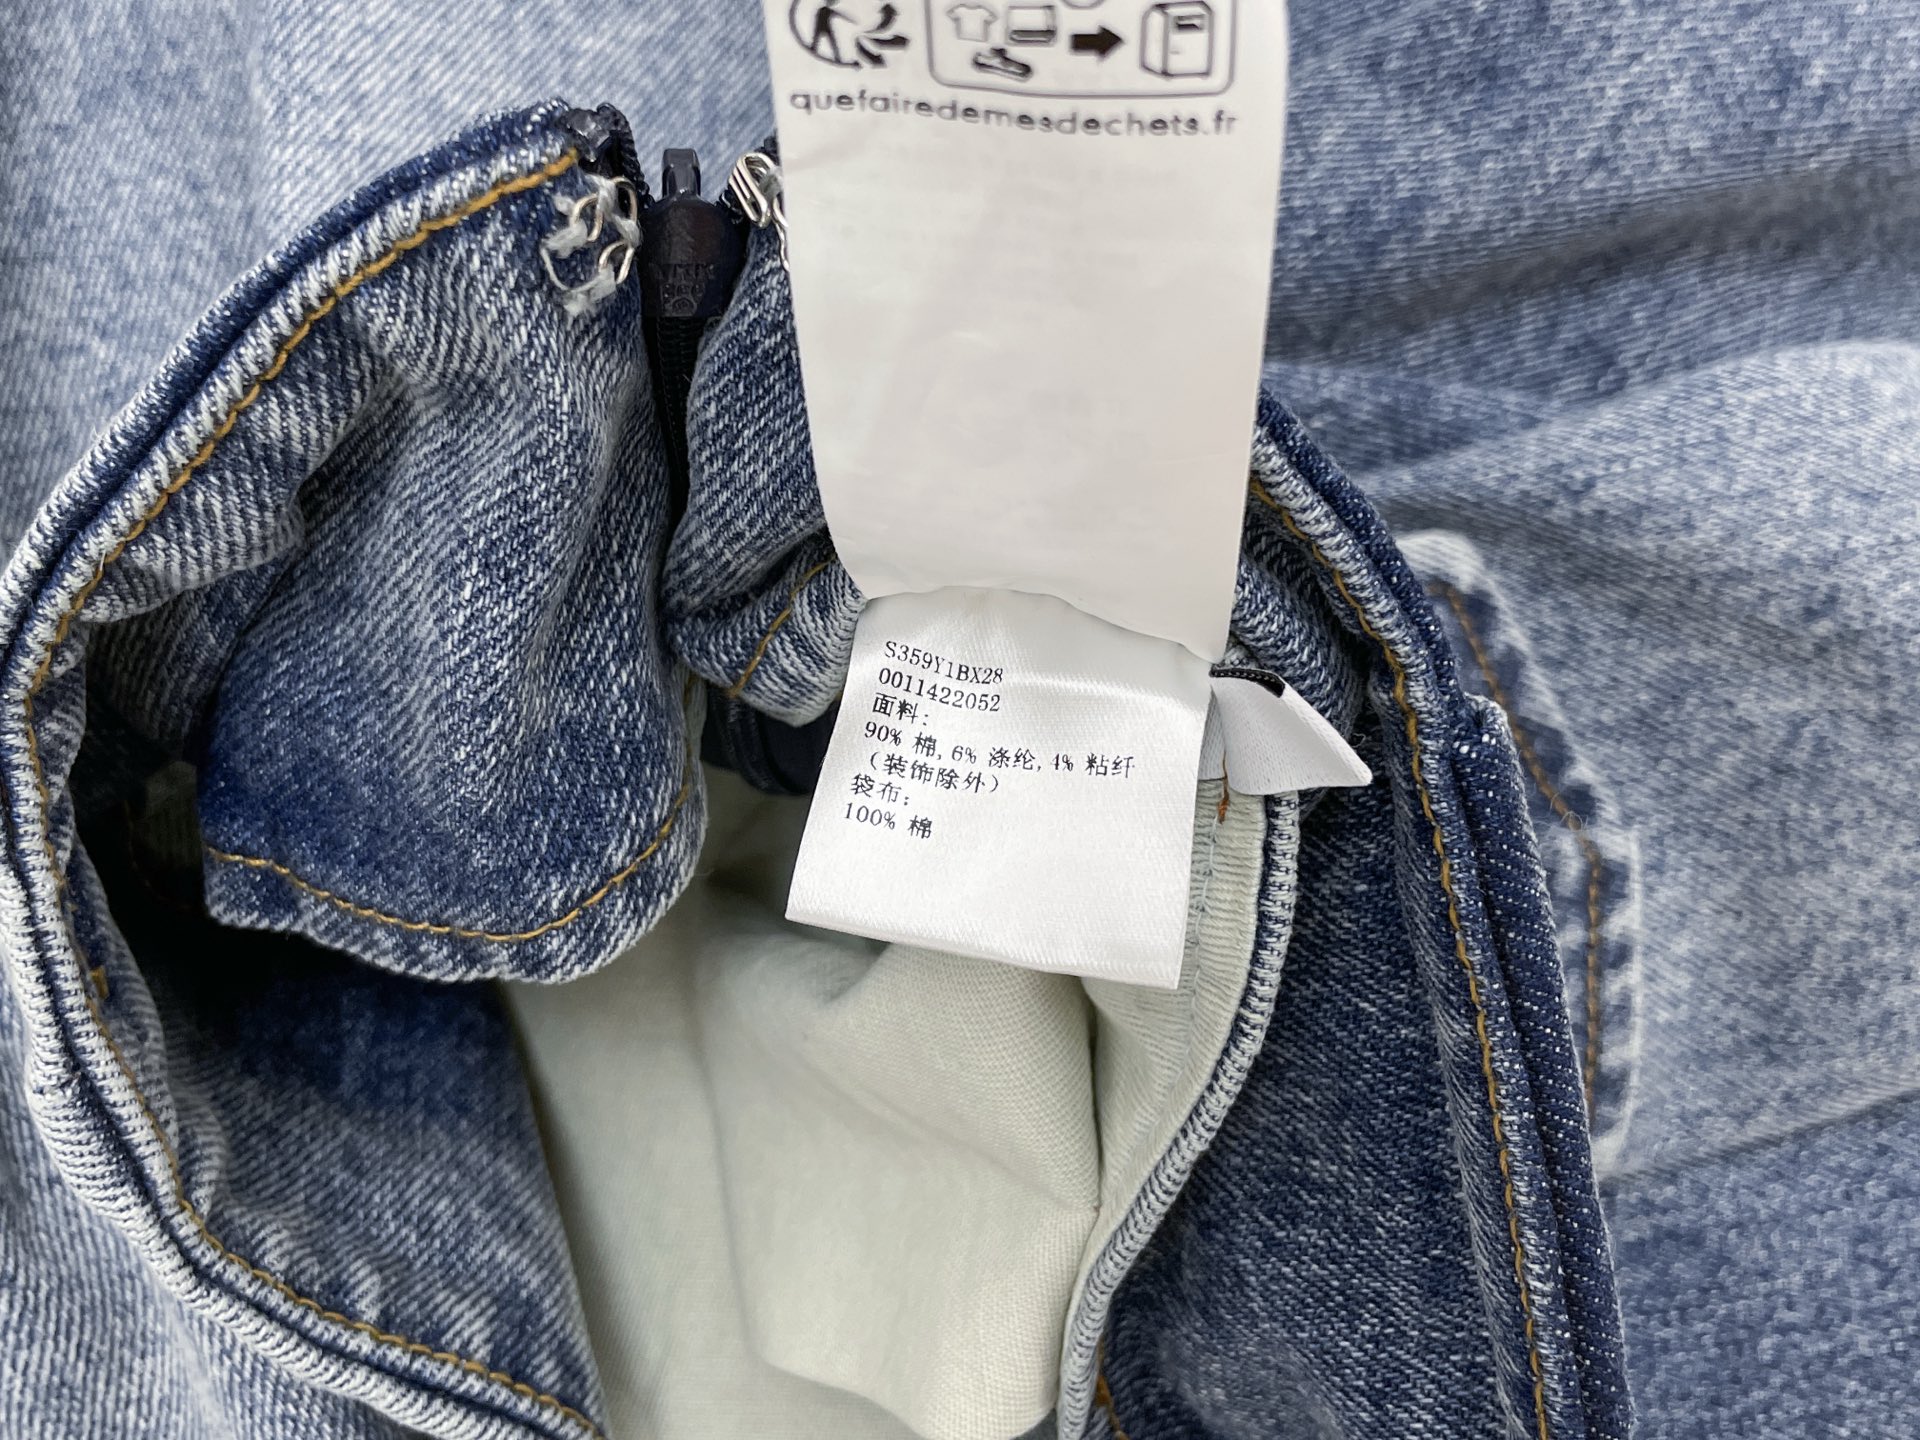 quefairedemesdechets.fr
S359Y1BX28
0011422052
面料:
90% 棉, 6% 涤纶, 4% 粘纤
(装饰除外)
袋布:
100% 棉